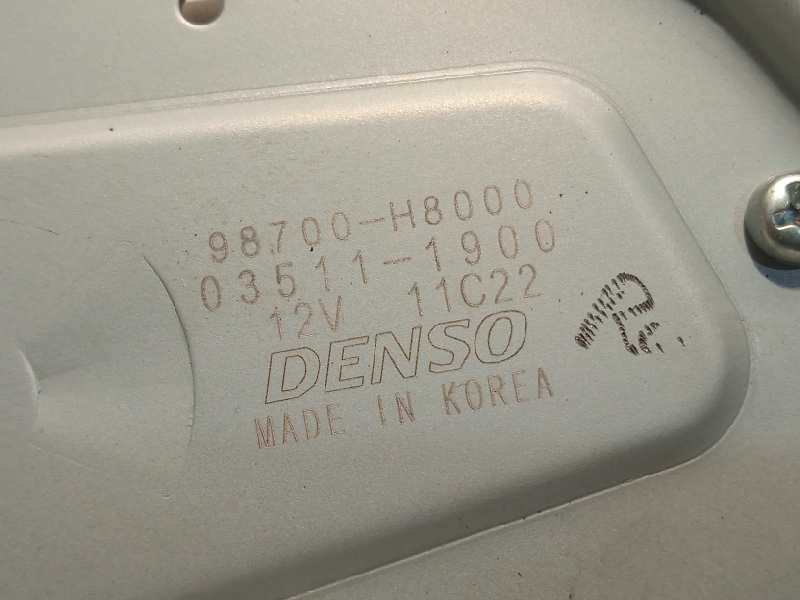 98700-H8000
03511-1900
12V 11C22
DENSO
MADE IN KOREA